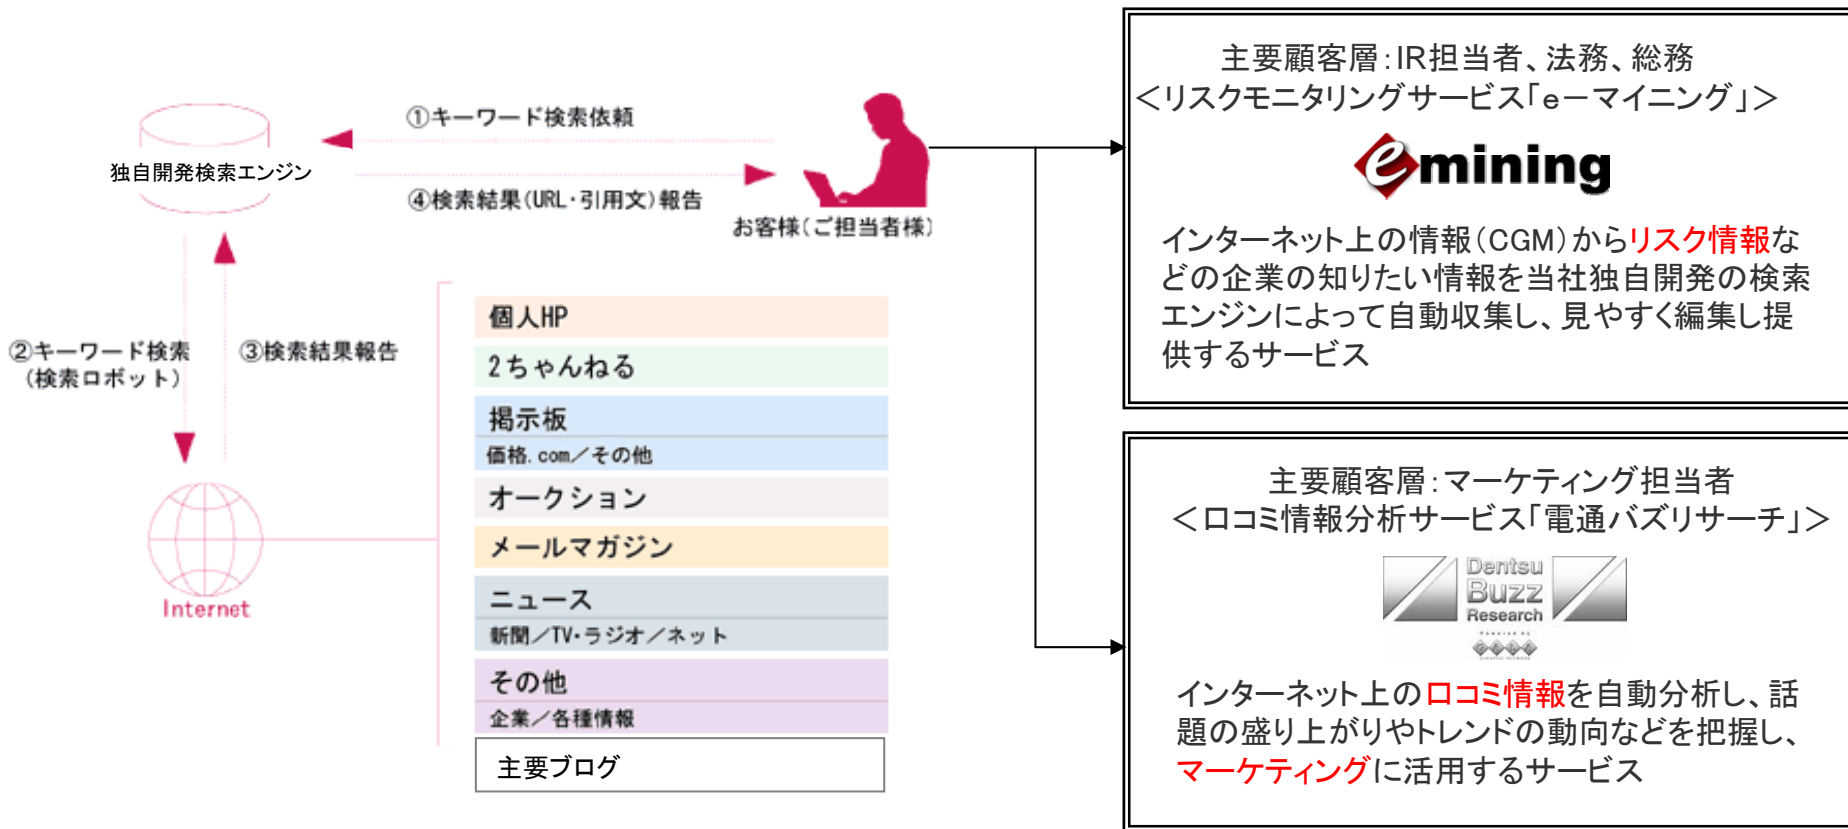 ①キーワード検索依頼
独自開発検索エンジン
④検索結果(URL・引用文)報告
お客様(ご担当者様)
②キーワード検索
(検索ロボット)
③検索結果報告
Internet
個人HP
2ちゃんねる
掲示板
価格.com/その他
オークション
メールマガジン
ニュース
新聞/TV・ラジオ/ネット
その他
企業/各種情報
主要ブログ
主要顧客層:IR担当者、法務、総務
<リスクモニタリングサービス「e-マイニング」>
emining
インターネット上の情報(CGM)からリスク情報な
どの企業の知りたい情報を当社独自開発の検索
エンジンによって自動収集し、見やすく編集し提
供するサービス
主要顧客層:マーケティング担当者
<口コミ情報分析サービス「電通バズリサーチ」>
Dentsu
Buzz
Research
Powered by
インターネット上の口コミ情報を自動分析し、話
題の盛り上がりやトレンドの動向などを把握し、
マーケティングに活用するサービス